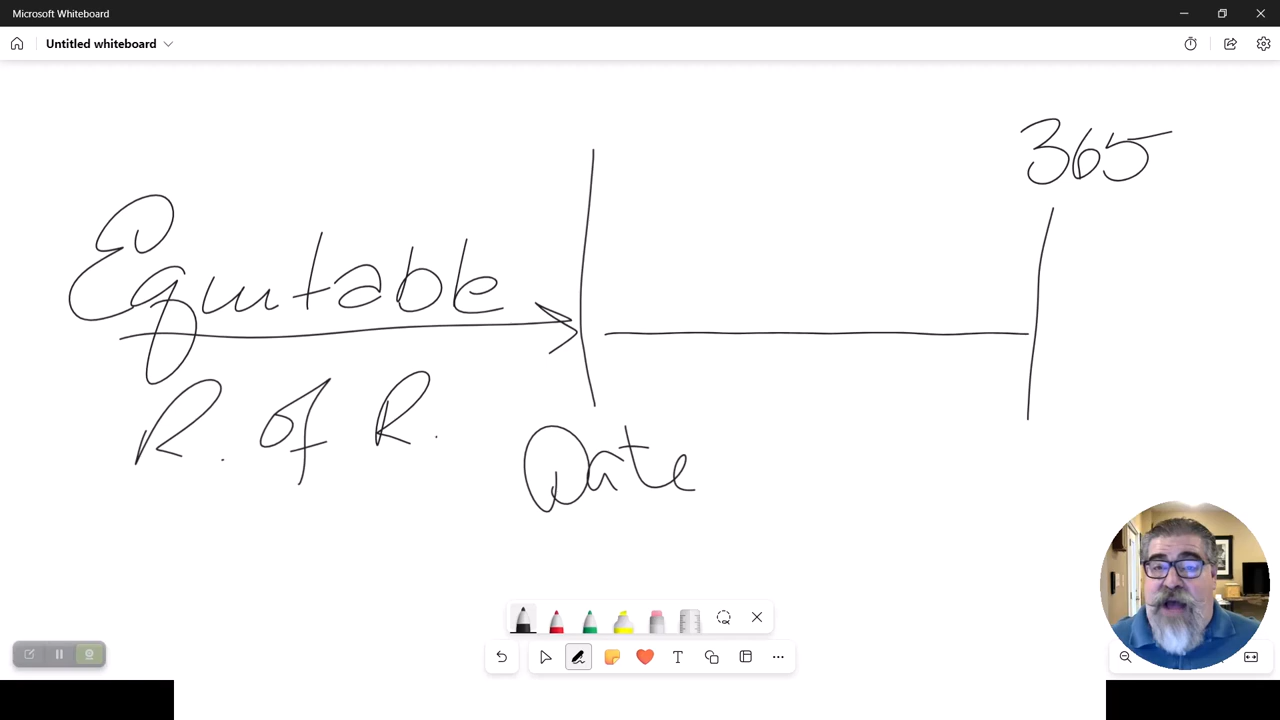 Microsoft Whiteboard
Untitled whiteboard
365
Equitable
R. of R.
Date